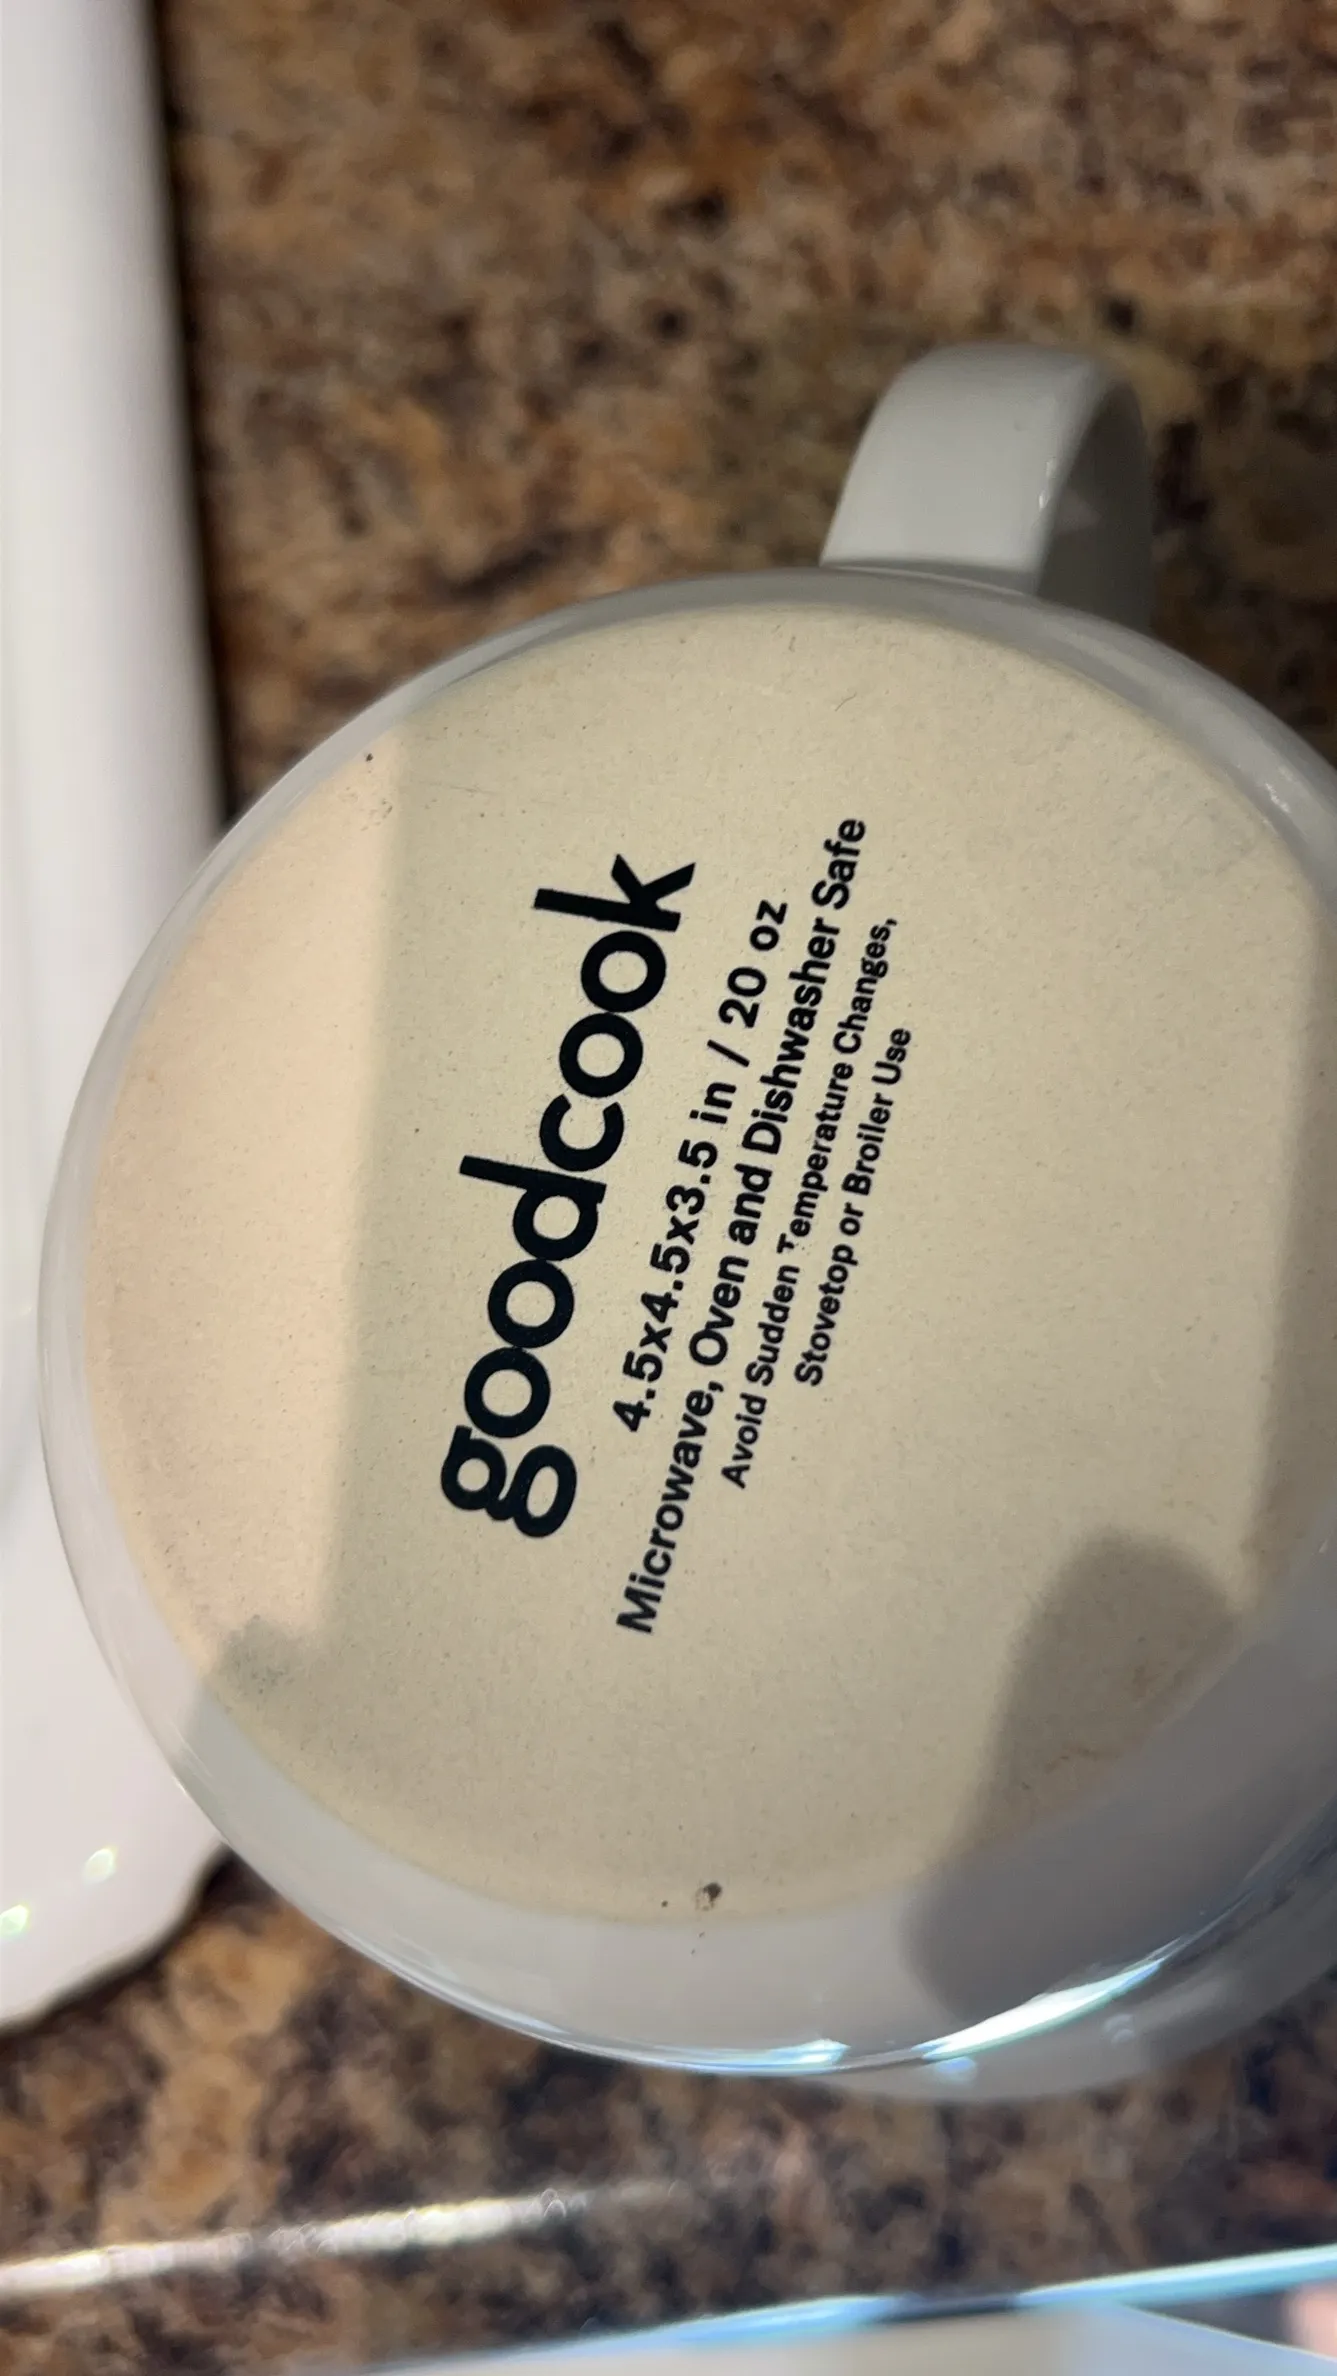 goodcook
4.5x4.5x3.5 in / 20 oz
Microwave, Oven and Dishwasher Safe
Avoid Sudden Temperature Changes,
Stovetop or Broiler Use